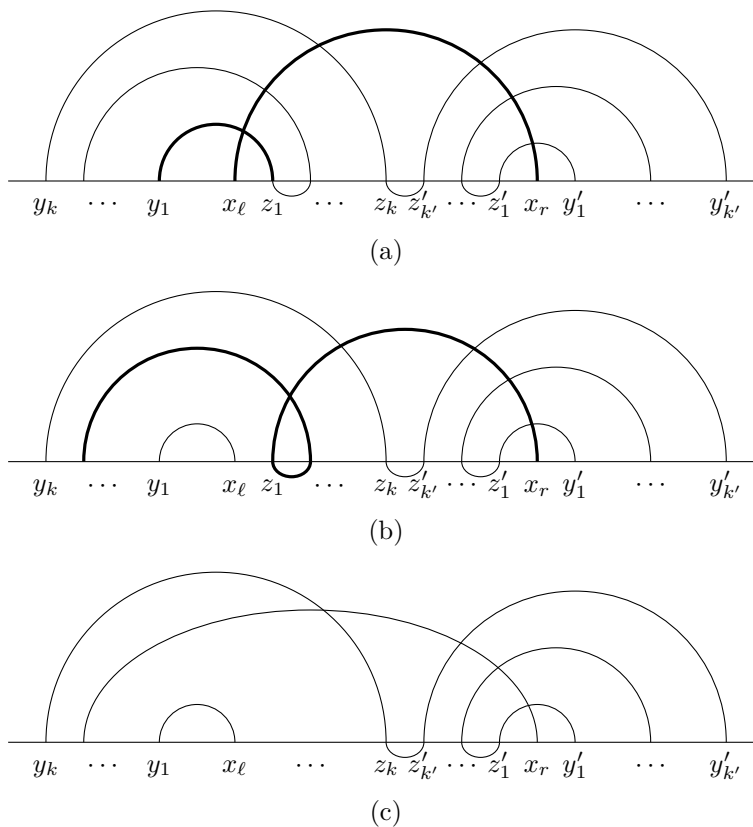 y_k ⋯ y_1 x_ℓ z_1 ⋯ z_k z'_{k'} ⋯ z'_1 x_r y'_1 ⋯ y'_{k'}
(a)
y_k ⋯ y_1 x_ℓ z_1 ⋯ z_k z'_{k'} ⋯ z'_1 x_r y'_1 ⋯ y'_{k'}
(b)
y_k ⋯ y_1 x_ℓ ⋯ z_k z'_{k'} ⋯ z'_1 x_r y'_1 ⋯ y'_{k'}
(c)